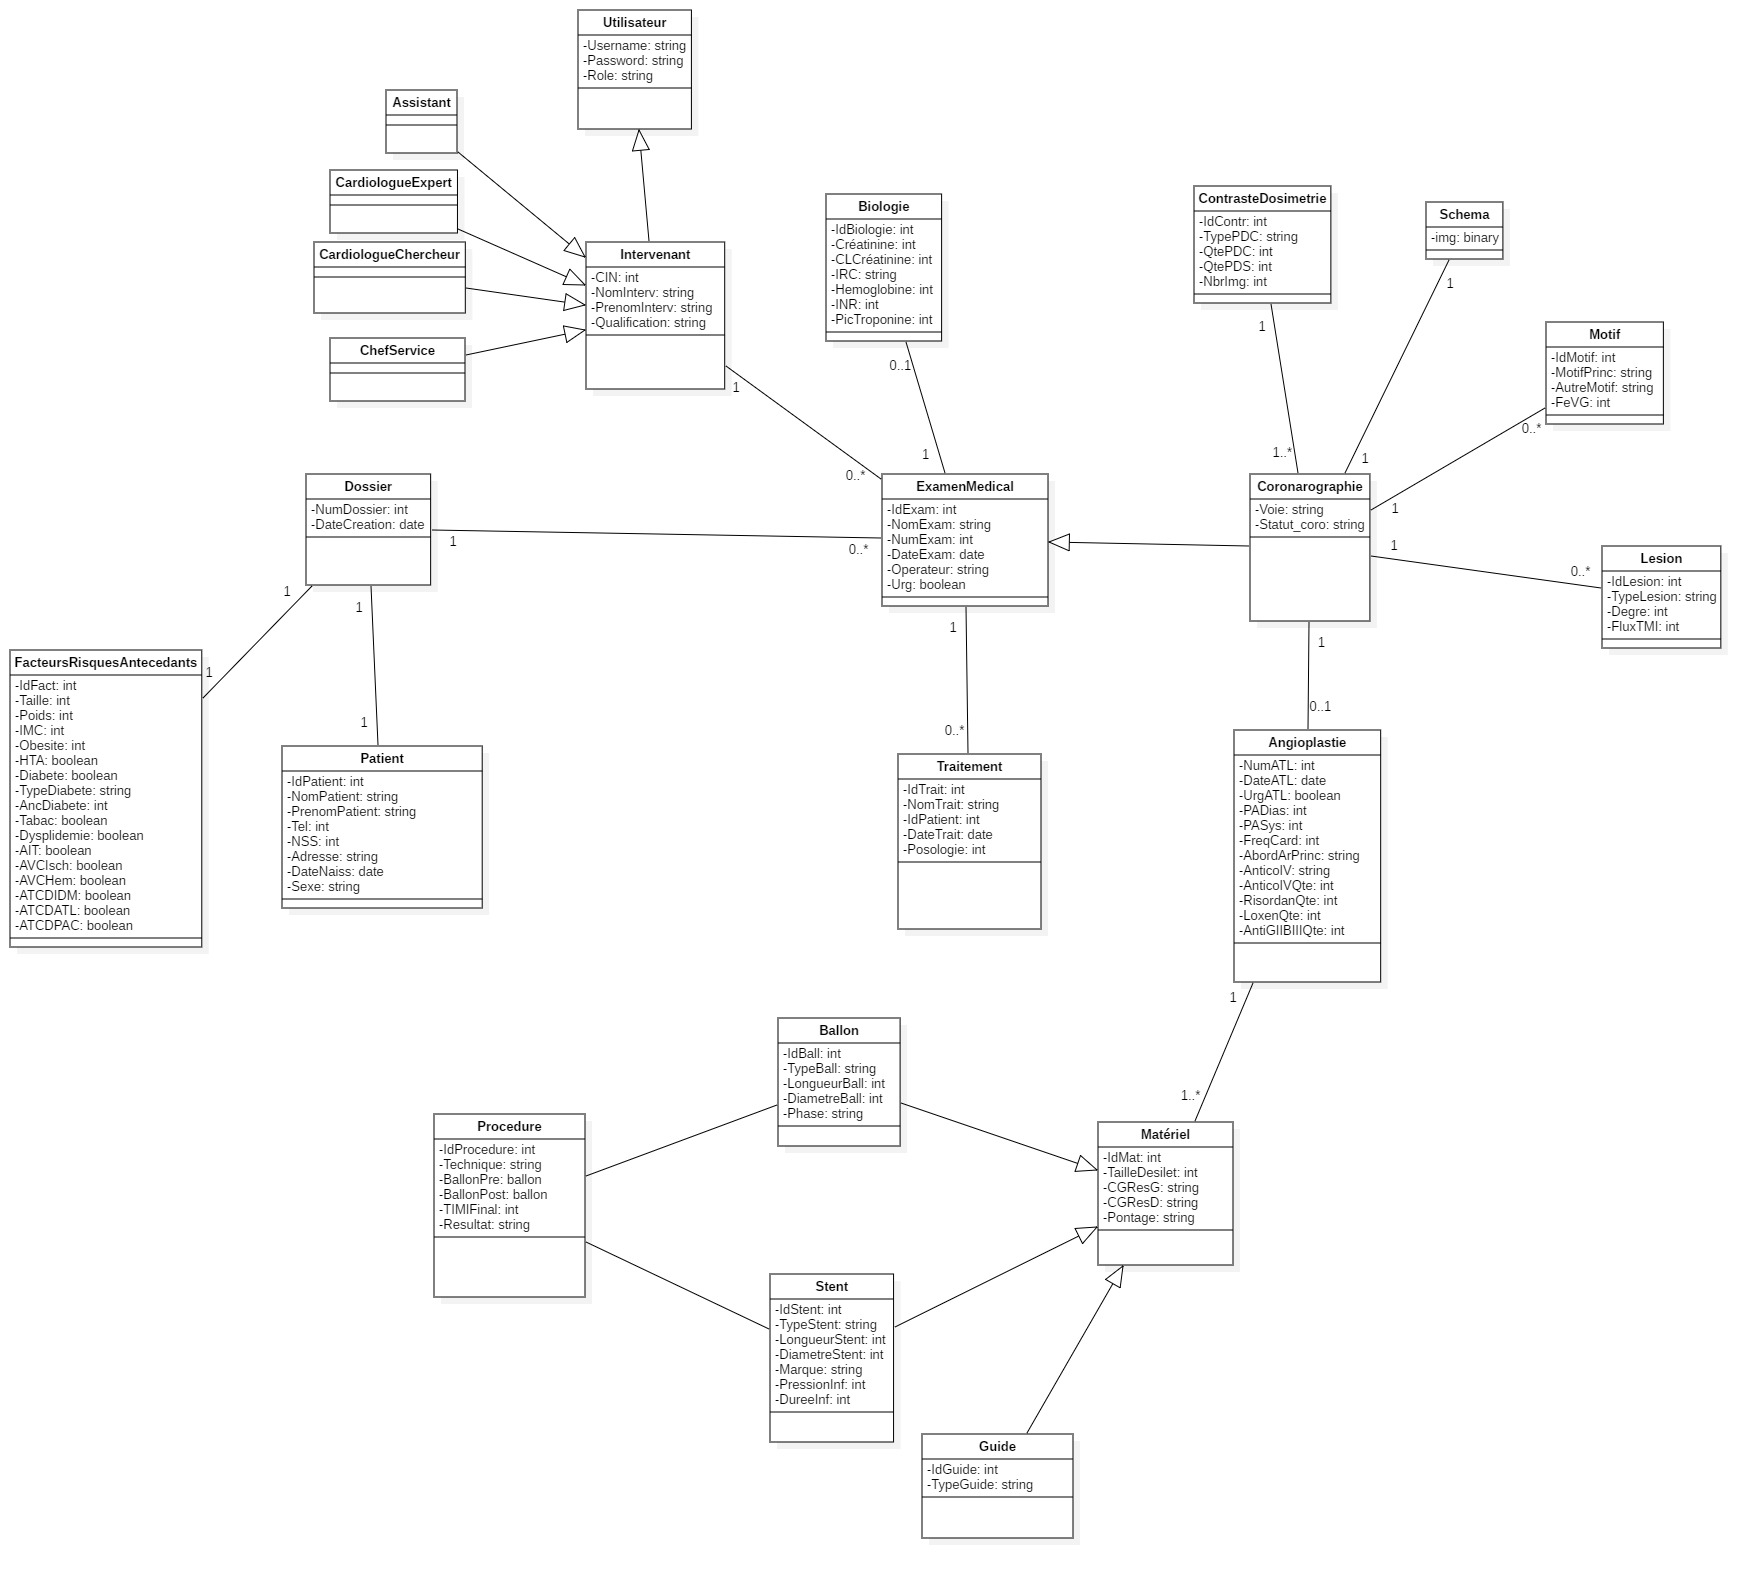 Utilisateur
-Username: string
-Password: string
-Role: string
Assistant
CardiologueExpert
CardiologueChercheur
ChefService
Intervenant
-CIN: int
-NomInterv: string
-PrenomInterv: string
-Qualification: string
1
0..*
Biologie
-IdBiologie: int
-Créatinine: int
-CLCréatinine: int
-IRC: string
-Hemoglobine: int
-INR: int
-PicTroponine: int
0..1
1
ContrasteDosimetrie
-IdContr: int
-TypePDC: string
-QtePDC: int
-QtePDS: int
-NbrImg: int
1
1..*
Schema
-img: binary
1
1
Motif
-IdMotif: int
-MotifPrinc: string
-AutreMotif: string
-FeVG: int
0..*
1
Dossier
-NumDossier: int
-DateCreation: date
1
0..*
ExamenMedical
-IdExam: int
-NomExam: string
-NumExam: int
-DateExam: date
-Operateur: string
-Urg: boolean
Coronarographie
-Voie: string
-Statut_coro: string
1
0..*
Lesion
-IdLesion: int
-TypeLesion: string
-Degre: int
-FluxTMI: int
1
1
FacteursRisquesAntecedants
-IdFact: int
-Taille: int
-Poids: int
-IMC: int
-Obesite: int
-HTA: boolean
-Diabete: boolean
-TypeDiabete: string
-AncDiabete: int
-Tabac: boolean
-Dysplidemie: boolean
-AIT: boolean
-AVCIsch: boolean
-AVCHem: boolean
-ATCDIDM: boolean
-ATCDATL: boolean
-ATCDPAC: boolean
1
1
Patient
-IdPatient: int
-NomPatient: string
-PrenomPatient: string
-Tel: int
-NSS: int
-Adresse: string
-DateNaiss: date
-Sexe: string
1
0..*
Traitement
-IdTrait: int
-NomTrait: string
-IdPatient: int
-DateTrait: date
-Posologie: int
1
0..1
Angioplastie
-NumATL: int
-DateATL: date
-UrgATL: boolean
-PADias: int
-PASys: int
-FreqCard: int
-AbordArPrinc: string
-AnticolV: string
-AnticolVQte: int
-RisordanQte: int
-LoxenQte: int
-AntiGIIBIIIQte: int
1
1..*
Ballon
-IdBall: int
-TypeBall: string
-LongueurBall: int
-DiametreBall: int
-Phase: string
Procedure
-IdProcedure: int
-Technique: string
-BallonPre: ballon
-BallonPost: ballon
-TIMIFinal: int
-Resultat: string
Matériel
-IdMat: int
-TailleDesilet: int
-CGResG: string
-CGResD: string
-Pontage: string
Stent
-IdStent: int
-TypeStent: string
-LongueurStent: int
-DiametreStent: int
-Marque: string
-PressionInf: int
-DureeInf: int
Guide
-IdGuide: int
-TypeGuide: string